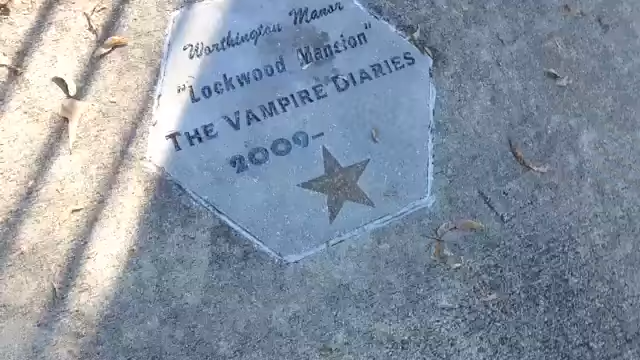 Worthington Manor
"Lockwood Mansion"
THE VAMPIRE DIARIES
2009-